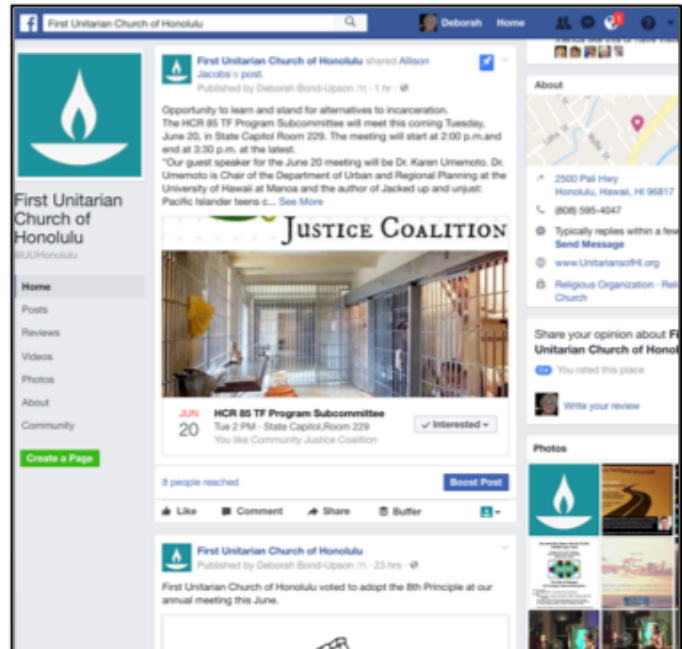 First Unitarian Church of Honolulu
Deborah Home
First Unitarian Church of Honolulu
@UUHonolulu
Home
Posts
Reviews
Videos
Photos
About
Community
Create a Page
First Unitarian Church of Honolulu shared Allison
Jacobs's post.
Published by Deborah Bond-Upson [?] · 1 hr ·
Opportunity to learn and stand for alternatives to incarceration.
The HCR 85 TF Program Subcommittee will meet this coming Tuesday,
June 20, in State Capitol Room 229. The meeting will start at 2:00 p.m.and
end at 3:30 p.m. at the latest.
"Our guest speaker for the June 20 meeting will be Dr. Karen Umemoto. Dr.
Umemoto is Chair of the Department of Urban and Regional Planning at the
University of Hawaii at Manoa and the author of Jacked up and unjust:
Pacific Islander teens c... See More
JUSTICE COALITION
JUN
20
HCR 85 TF Program Subcommittee
Tue 2 PM · State Capitol,Room 229
You like Community Justice Coalition
Interested
8 people reached
Boost Post
Like Comment Share Buffer
First Unitarian Church of Honolulu
Published by Deborah Bond-Upson [?] · 23 hrs ·
First Unitarian Church of Honolulu voted to adopt the 8th Principle at our
annual meeting this June.
About
2500 Pali Hwy
Honolulu, Hawaii, HI 96817
(808) 595-4047
Typically replies within a few
Send Message
www.UnitariansofHI.org
Religious Organization · Reli
Church
Share your opinion about Fi
Unitarian Church of Honol
You rated this place
Write your review
Photos